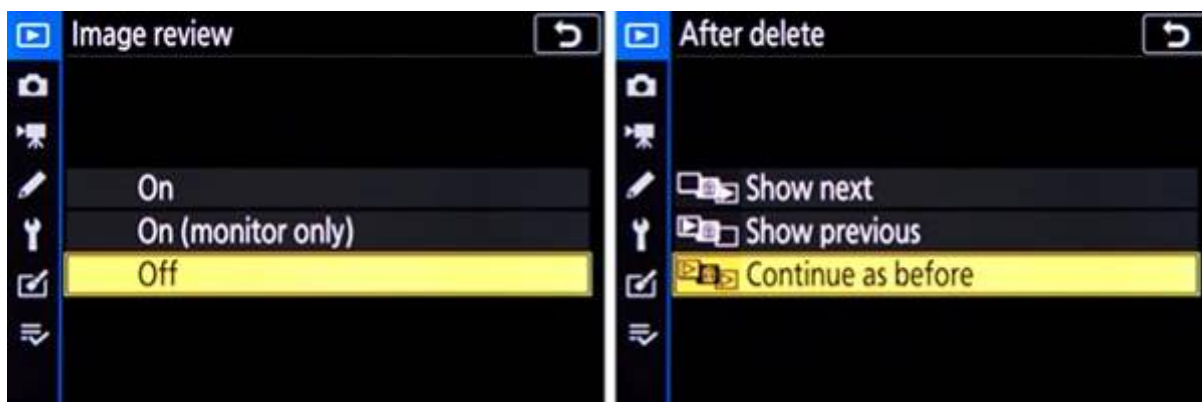 Image review
On
On (monitor only)
Off
After delete
Show next
Show previous
Continue as before